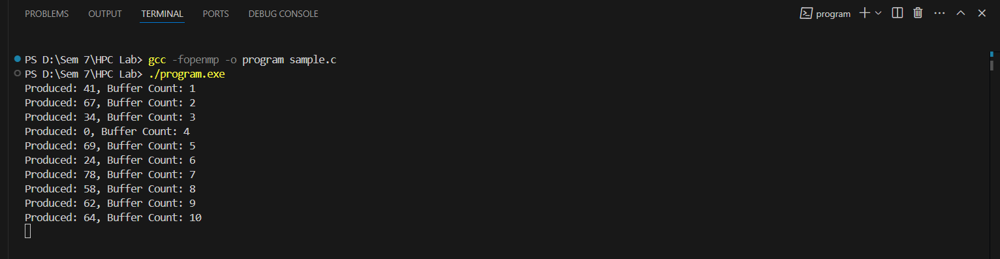 PROBLEMS OUTPUT TERMINAL PORTS DEBUG CONSOLE program
PS D:\Sem 7\HPC Lab> gcc -fopenmp -o program sample.c
PS D:\Sem 7\HPC Lab> ./program.exe
Produced: 41, Buffer Count: 1
Produced: 67, Buffer Count: 2
Produced: 34, Buffer Count: 3
Produced: 0, Buffer Count: 4
Produced: 69, Buffer Count: 5
Produced: 24, Buffer Count: 6
Produced: 78, Buffer Count: 7
Produced: 58, Buffer Count: 8
Produced: 62, Buffer Count: 9
Produced: 64, Buffer Count: 10